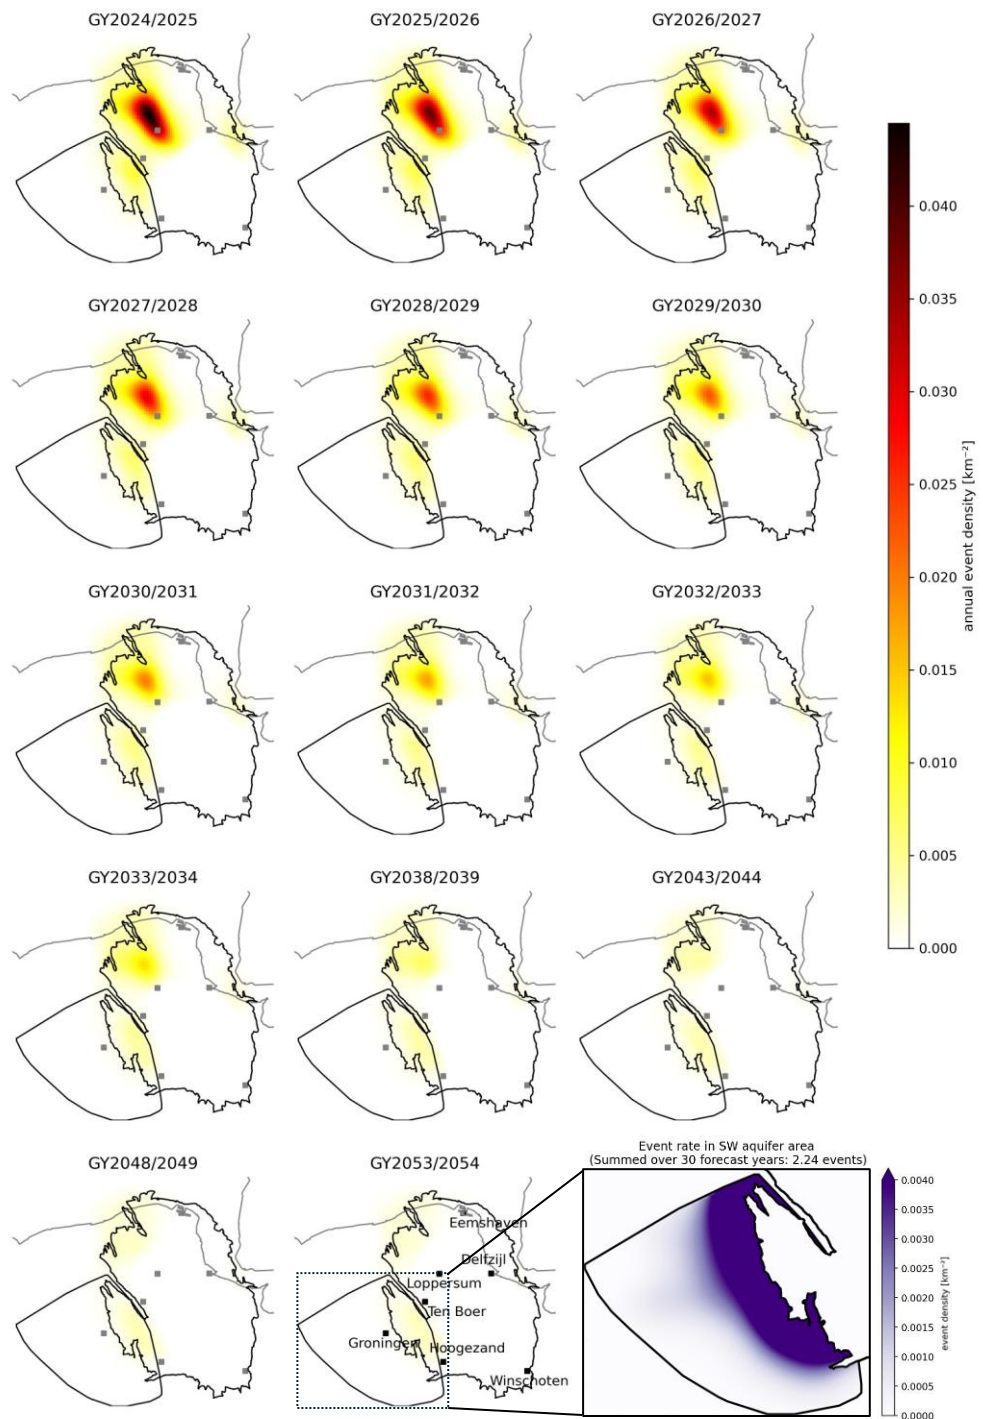 GY2024/2025
GY2025/2026
GY2026/2027
0.040
0.035
0.030
0.025
0.020
0.015
0.010
0.005
0.000
annual event density [km⁻²]
GY2027/2028
GY2028/2029
GY2029/2030
GY2030/2031
GY2031/2032
GY2032/2033
GY2033/2034
GY2038/2039
GY2043/2044
GY2048/2049
GY2053/2054
Eemshaven
Delfzijl
Loppersum
Ten Boer
Groningen
Hoogezand
Winschoten
Event rate in SW aquifer area
(Summed over 30 forecast years: 2.24 events)
0.0040
0.0035
0.0030
0.0025
0.0020
0.0015
0.0010
0.0005
0.0000
event density [km⁻²]